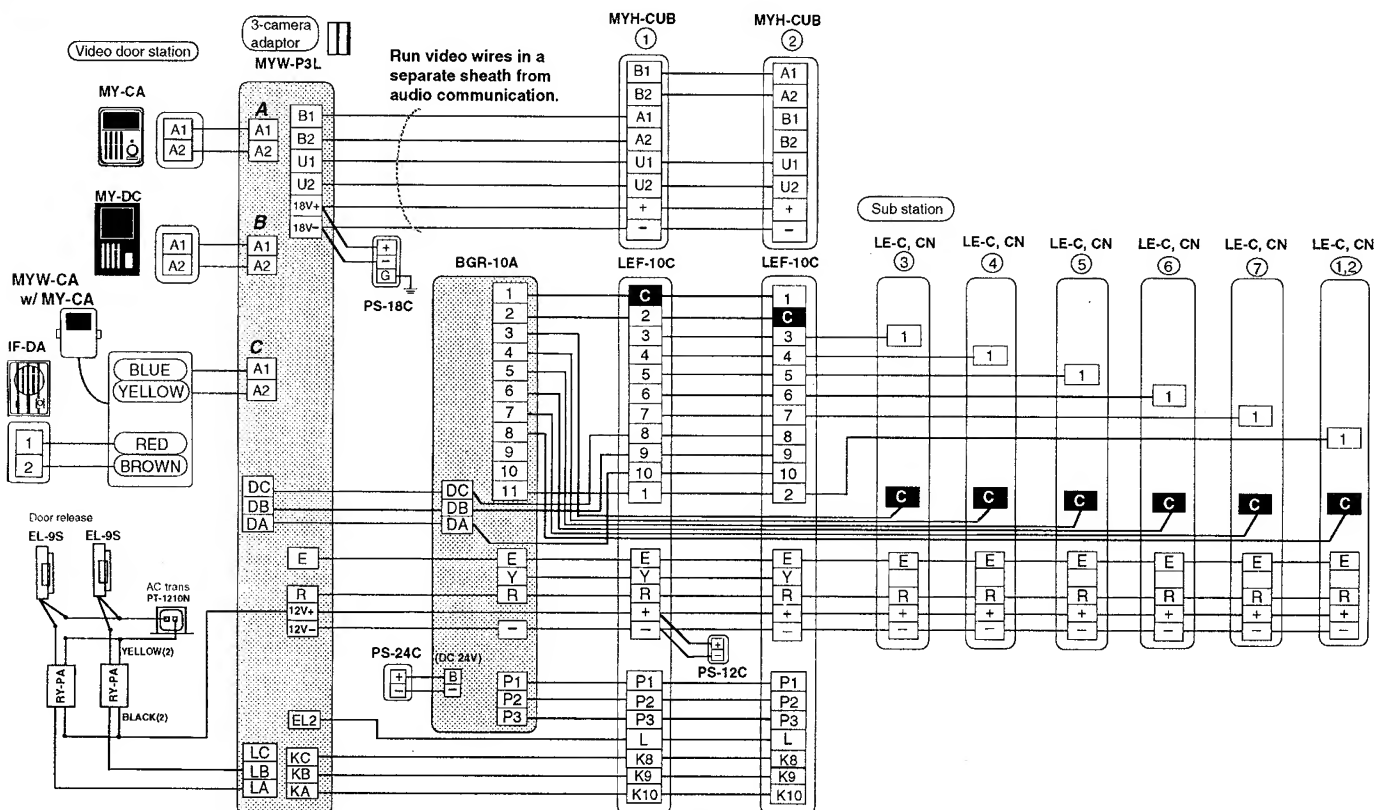 Video door station
3-camera
adaptor
MYW-P3L
Run video wires in a
separate sheath from
audio communication.
MYH-CUB
1
MYH-CUB
2
MY-CA
A1
A2
A
A1
A2
B1
B2
U1
U2
18V+
18V−
B1
B2
A1
A2
U1
U2
+
−
A1
A2
B1
B2
U1
U2
+
−
MY-DC
A1
A2
B
A1
A2
+
−
G
PS-18C
MYW-CA
w/ MY-CA
IF-DA
BLUE
YELLOW
RED
BROWN
1
2
C
A1
A2
Sub station
BGR-10A
1
2
3
4
5
6
7
8
9
10
11
LEF-10C
C
2
3
4
5
6
7
8
9
10
1
LEF-10C
1
C
3
4
5
6
7
8
9
10
2
LE-C, CN
3
1
C
LE-C, CN
4
1
C
LE-C, CN
5
1
C
LE-C, CN
6
1
C
LE-C, CN
7
1
C
LE-C, CN
1,2
1
C
DC
DB
DA
DC
DB
DA
Door release
EL-9S
EL-9S
AC trans
PT-1210N
YELLOW(2)
RY-PA
RY-PA
BLACK(2)
E
R
12V+
12V−
E
Y
R
−
E
Y
R
+
−
E
Y
R
+
−
E
R
+
−
E
R
+
−
E
R
+
−
E
R
+
−
E
R
+
−
E
R
+
−
+
−
PS-12C
PS-24C
(DC 24V)
+
−
B
−
P1
P2
P3
P1
P2
P3
L
K8
K9
K10
P1
P2
P3
L
K8
K9
K10
EL2
LC
LB
LA
KC
KB
KA